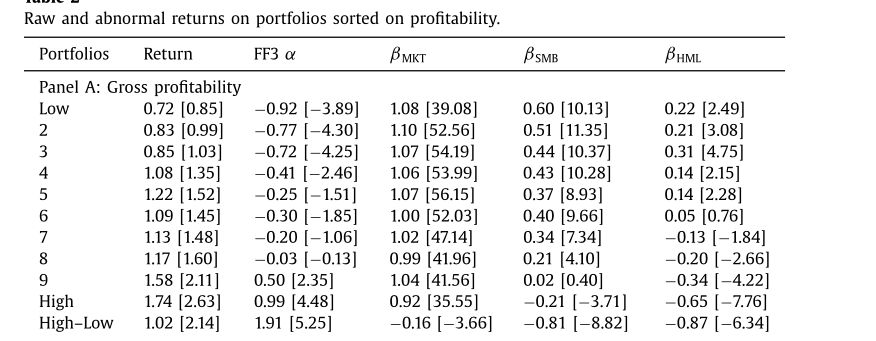 Table 2
Raw and abnormal returns on portfolios sorted on profitability.
Portfolios Return FF3 α βMKT βSMB βHML
Panel A: Gross profitability
Low 0.72 [0.85] −0.92 [−3.89] 1.08 [39.08] 0.60 [10.13] 0.22 [2.49]
2 0.83 [0.99] −0.77 [−4.30] 1.10 [52.56] 0.51 [11.35] 0.21 [3.08]
3 0.85 [1.03] −0.72 [−4.25] 1.07 [54.19] 0.44 [10.37] 0.31 [4.75]
4 1.08 [1.35] −0.41 [−2.46] 1.06 [53.99] 0.43 [10.28] 0.14 [2.15]
5 1.22 [1.52] −0.25 [−1.51] 1.07 [56.15] 0.37 [8.93] 0.14 [2.28]
6 1.09 [1.45] −0.30 [−1.85] 1.00 [52.03] 0.40 [9.66] 0.05 [0.76]
7 1.13 [1.48] −0.20 [−1.06] 1.02 [47.14] 0.34 [7.34] −0.13 [−1.84]
8 1.17 [1.60] −0.03 [−0.13] 0.99 [41.96] 0.21 [4.10] −0.20 [−2.66]
9 1.58 [2.11] 0.50 [2.35] 1.04 [41.56] 0.02 [0.40] −0.34 [−4.22]
High 1.74 [2.63] 0.99 [4.48] 0.92 [35.55] −0.21 [−3.71] −0.65 [−7.76]
High–Low 1.02 [2.14] 1.91 [5.25] −0.16 [−3.66] −0.81 [−8.82] −0.87 [−6.34]